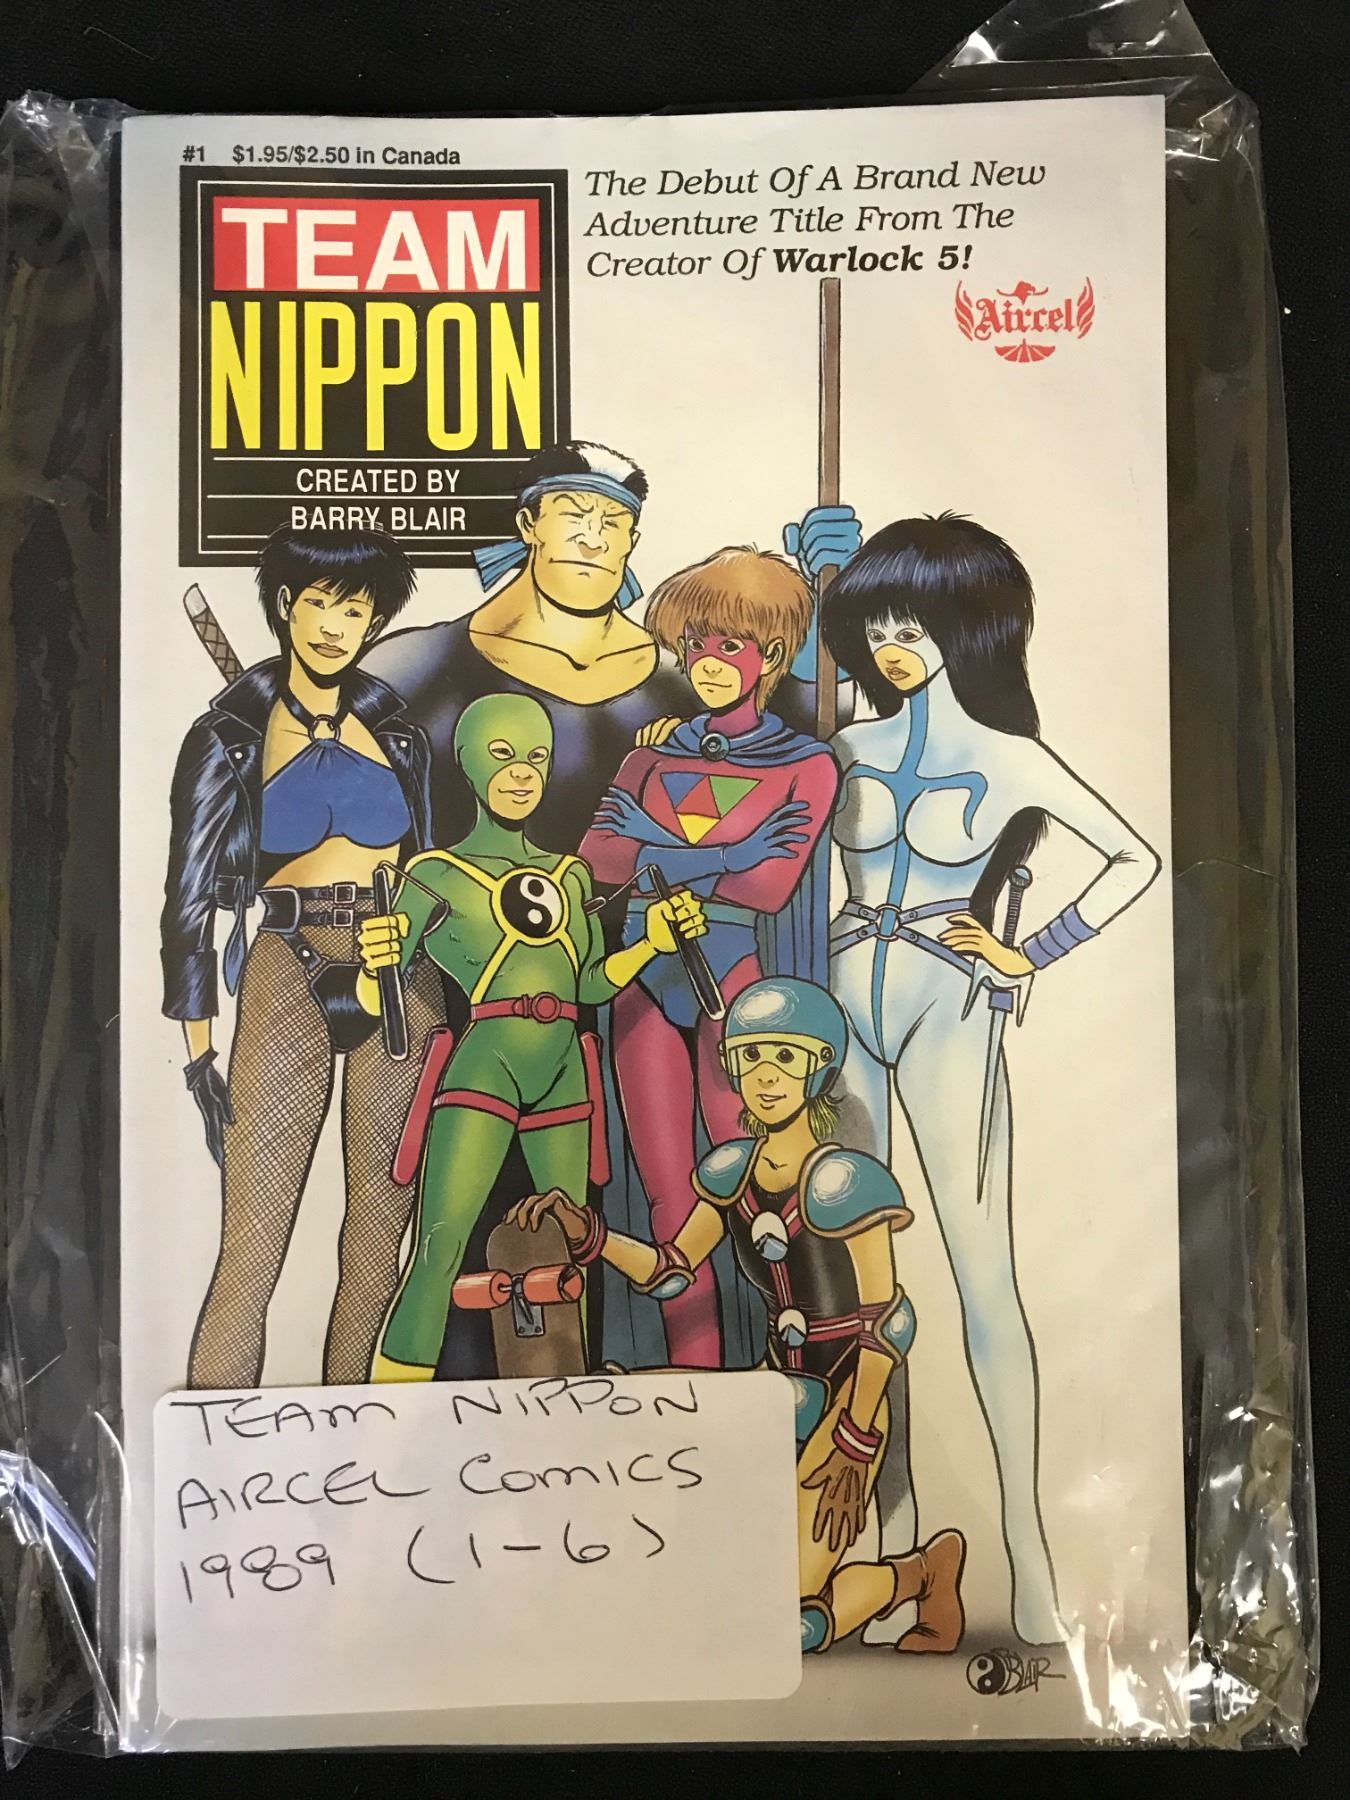 #1 $1.95/$2.50 in Canada
TEAM
NIPPON
CREATED BY
BARRY BLAIR
The Debut Of A Brand New
Adventure Title From The
Creator Of Warlock 5!
Aircel
TEAM NIPPON
AIRCEL COMICS
1989 (1-6)
BLAIR